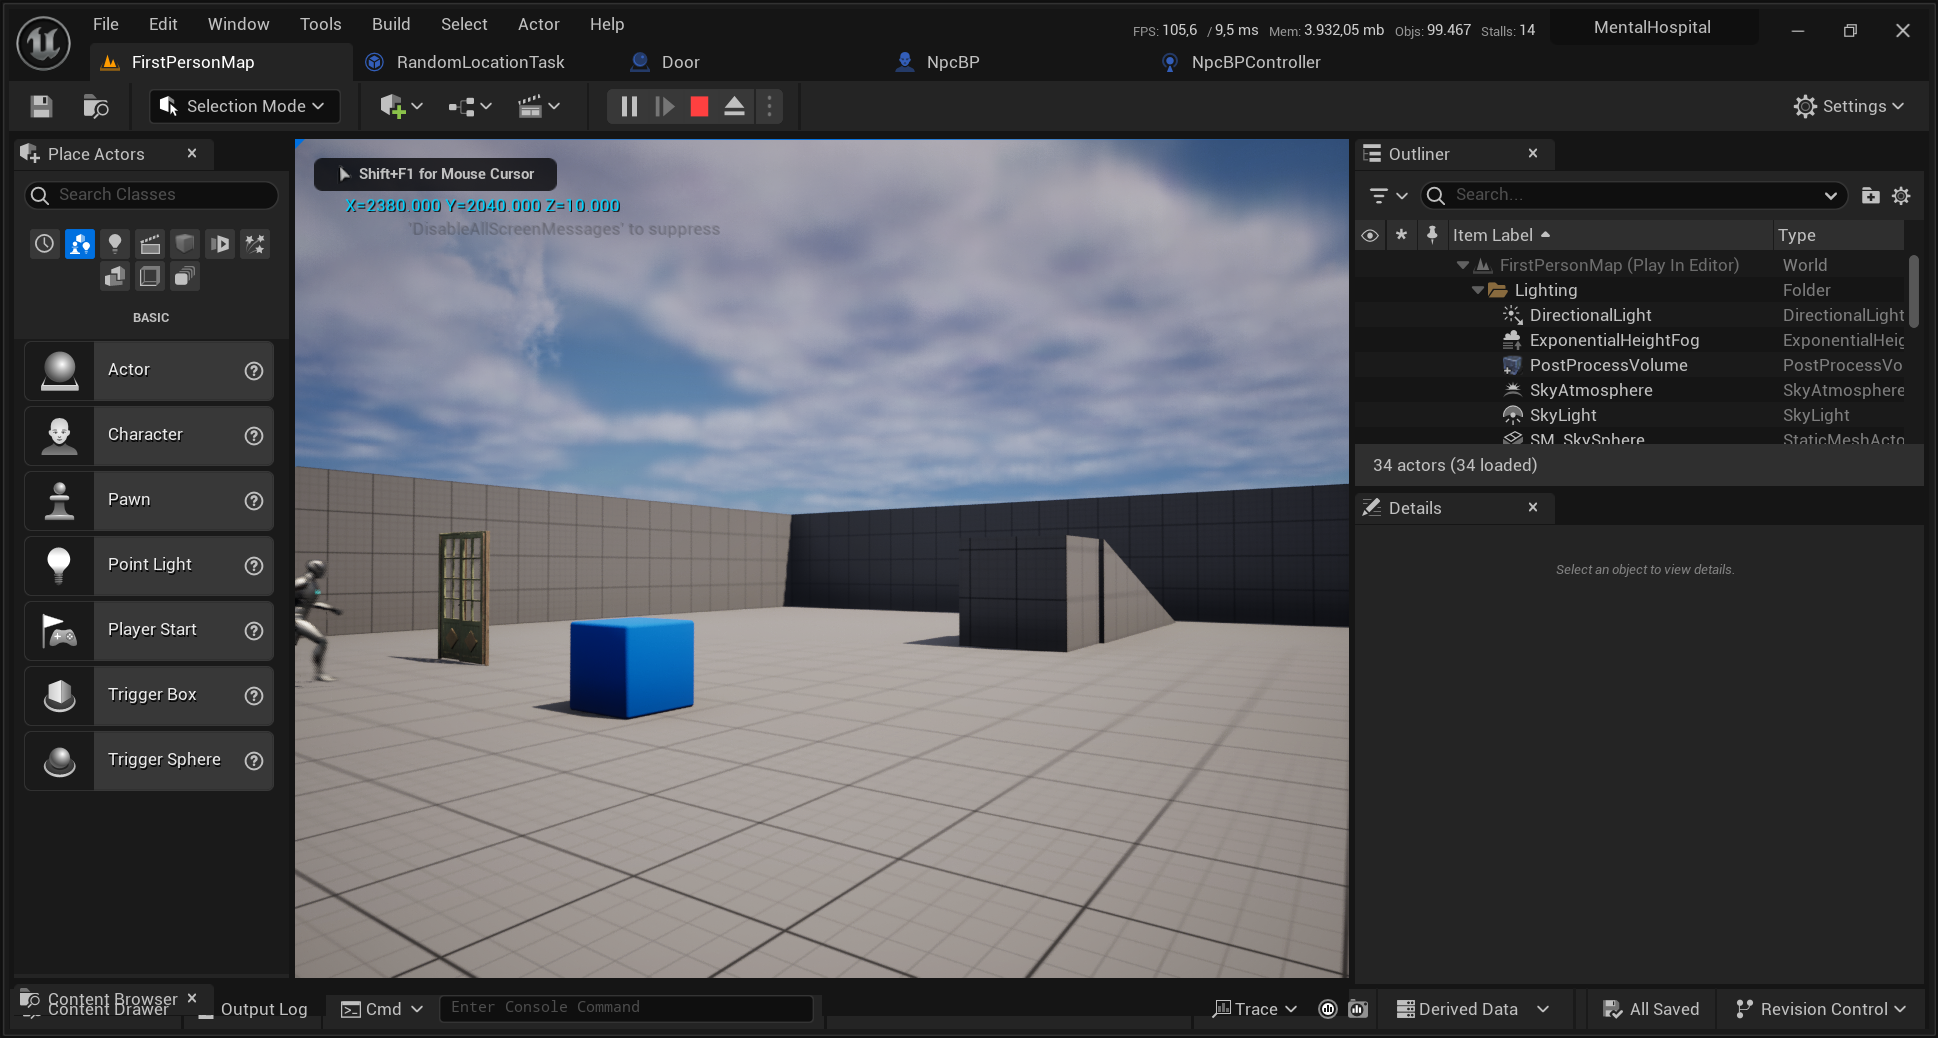 File Edit Window Tools Build Select Actor Help
FPS: 105,6 / 9,5 ms Mem: 3.932,05 mb Objs: 99.467 Stalls: 14
MentalHospital
FirstPersonMap
RandomLocationTask
Door
NpcBP
NpcBPController
Selection Mode
Settings
Place Actors
Search Classes
BASIC
Actor
Character
Pawn
Point Light
Player Start
Trigger Box
Trigger Sphere
Shift+F1 for Mouse Cursor
X=2380.000 Y=2040.000 Z=10.000
'DisableAllScreenMessages' to suppress
Outliner
Search...
Item Label Type
FirstPersonMap (Play In Editor) World
Lighting Folder
DirectionalLight DirectionalLight
ExponentialHeightFog ExponentialHeig
PostProcessVolume PostProcessVo
SkyAtmosphere SkyAtmosphere
SkyLight SkyLight
SM_SkySphere StaticMeshActo
34 actors (34 loaded)
Details
Select an object to view details.
Content Browser
Content Drawer
Output Log
Cmd
Enter Console Command
Trace
Derived Data
All Saved
Revision Control